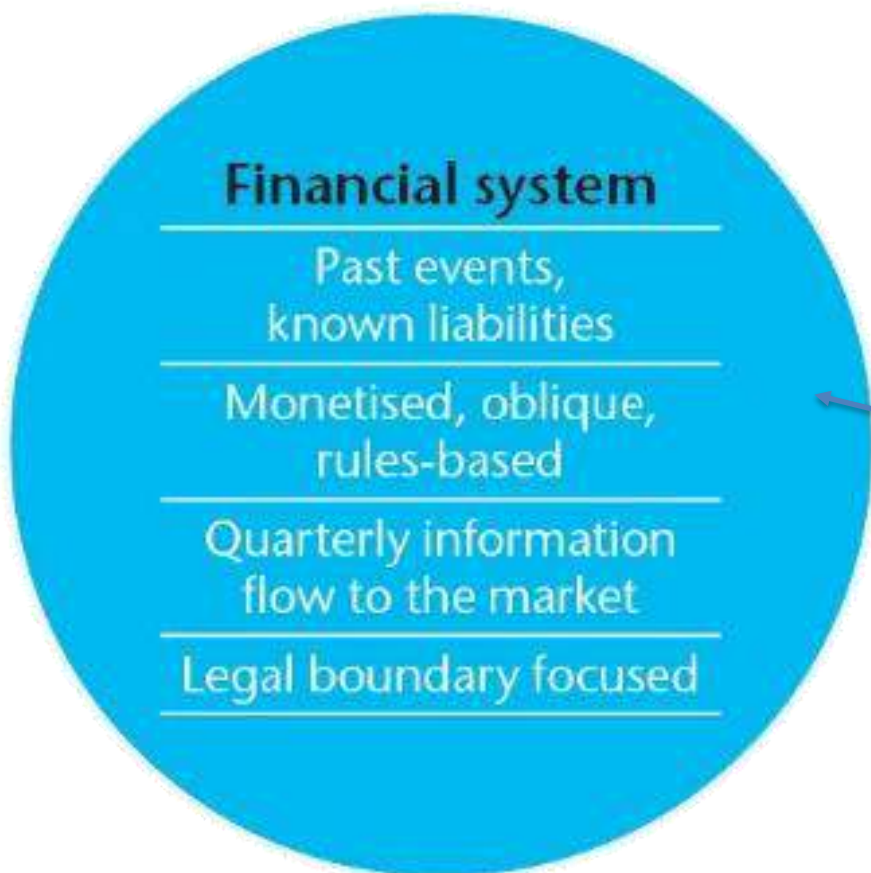 Financial system
Past events,
known liabilities
Monetised, oblique,
rules-based
Quarterly information
flow to the market
Legal boundary focused